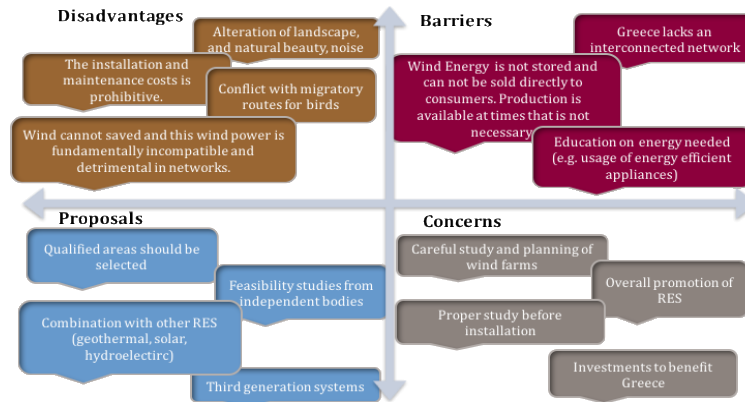 Disadvantages
Alteration of landscape,
and natural beauty, noise
The installation and
maintenance costs is
prohibitive.
Conflict with migratory
routes for birds
Wind cannot saved and this wind power is
fundamentally incompatible and
detrimental in networks.
Barriers
Greece lacks an
interconnected network
Wind Energy is not stored and
can not be sold directly to
consumers. Production is
available at times that is not
necessary
Education on energy needed
(e.g. usage of energy efficient
appliances)
Proposals
Qualified areas should be
selected
Feasibility studies from
independent bodies
Combination with other RES
(geothermal, solar,
hydroelectirc)
Third generation systems
Concerns
Careful study and planning of
wind farms
Overall promotion of
RES
Proper study before
installation
Investments to benefit
Greece